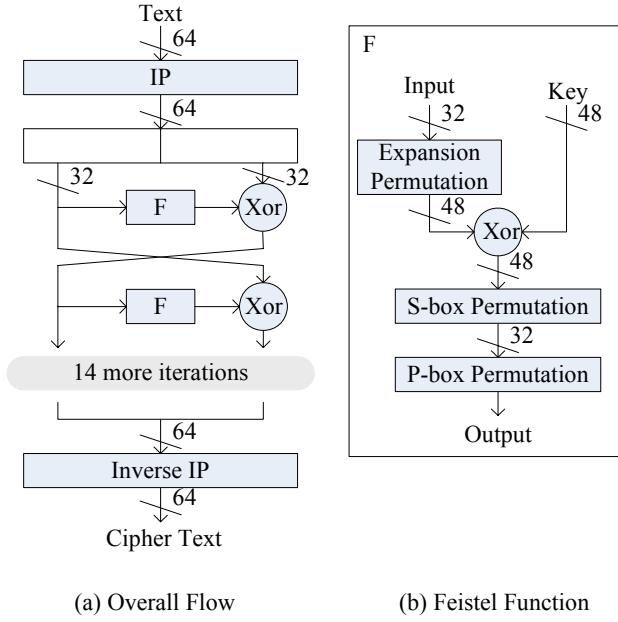 Text
64
IP
64
32
32
F
Xor
F
Xor
14 more iterations
64
Inverse IP
64
Cipher Text
(a) Overall Flow
F
Input
Key
32
48
Expansion
Permutation
48
Xor
48
S-box Permutation
32
P-box Permutation
Output
(b) Feistel Function